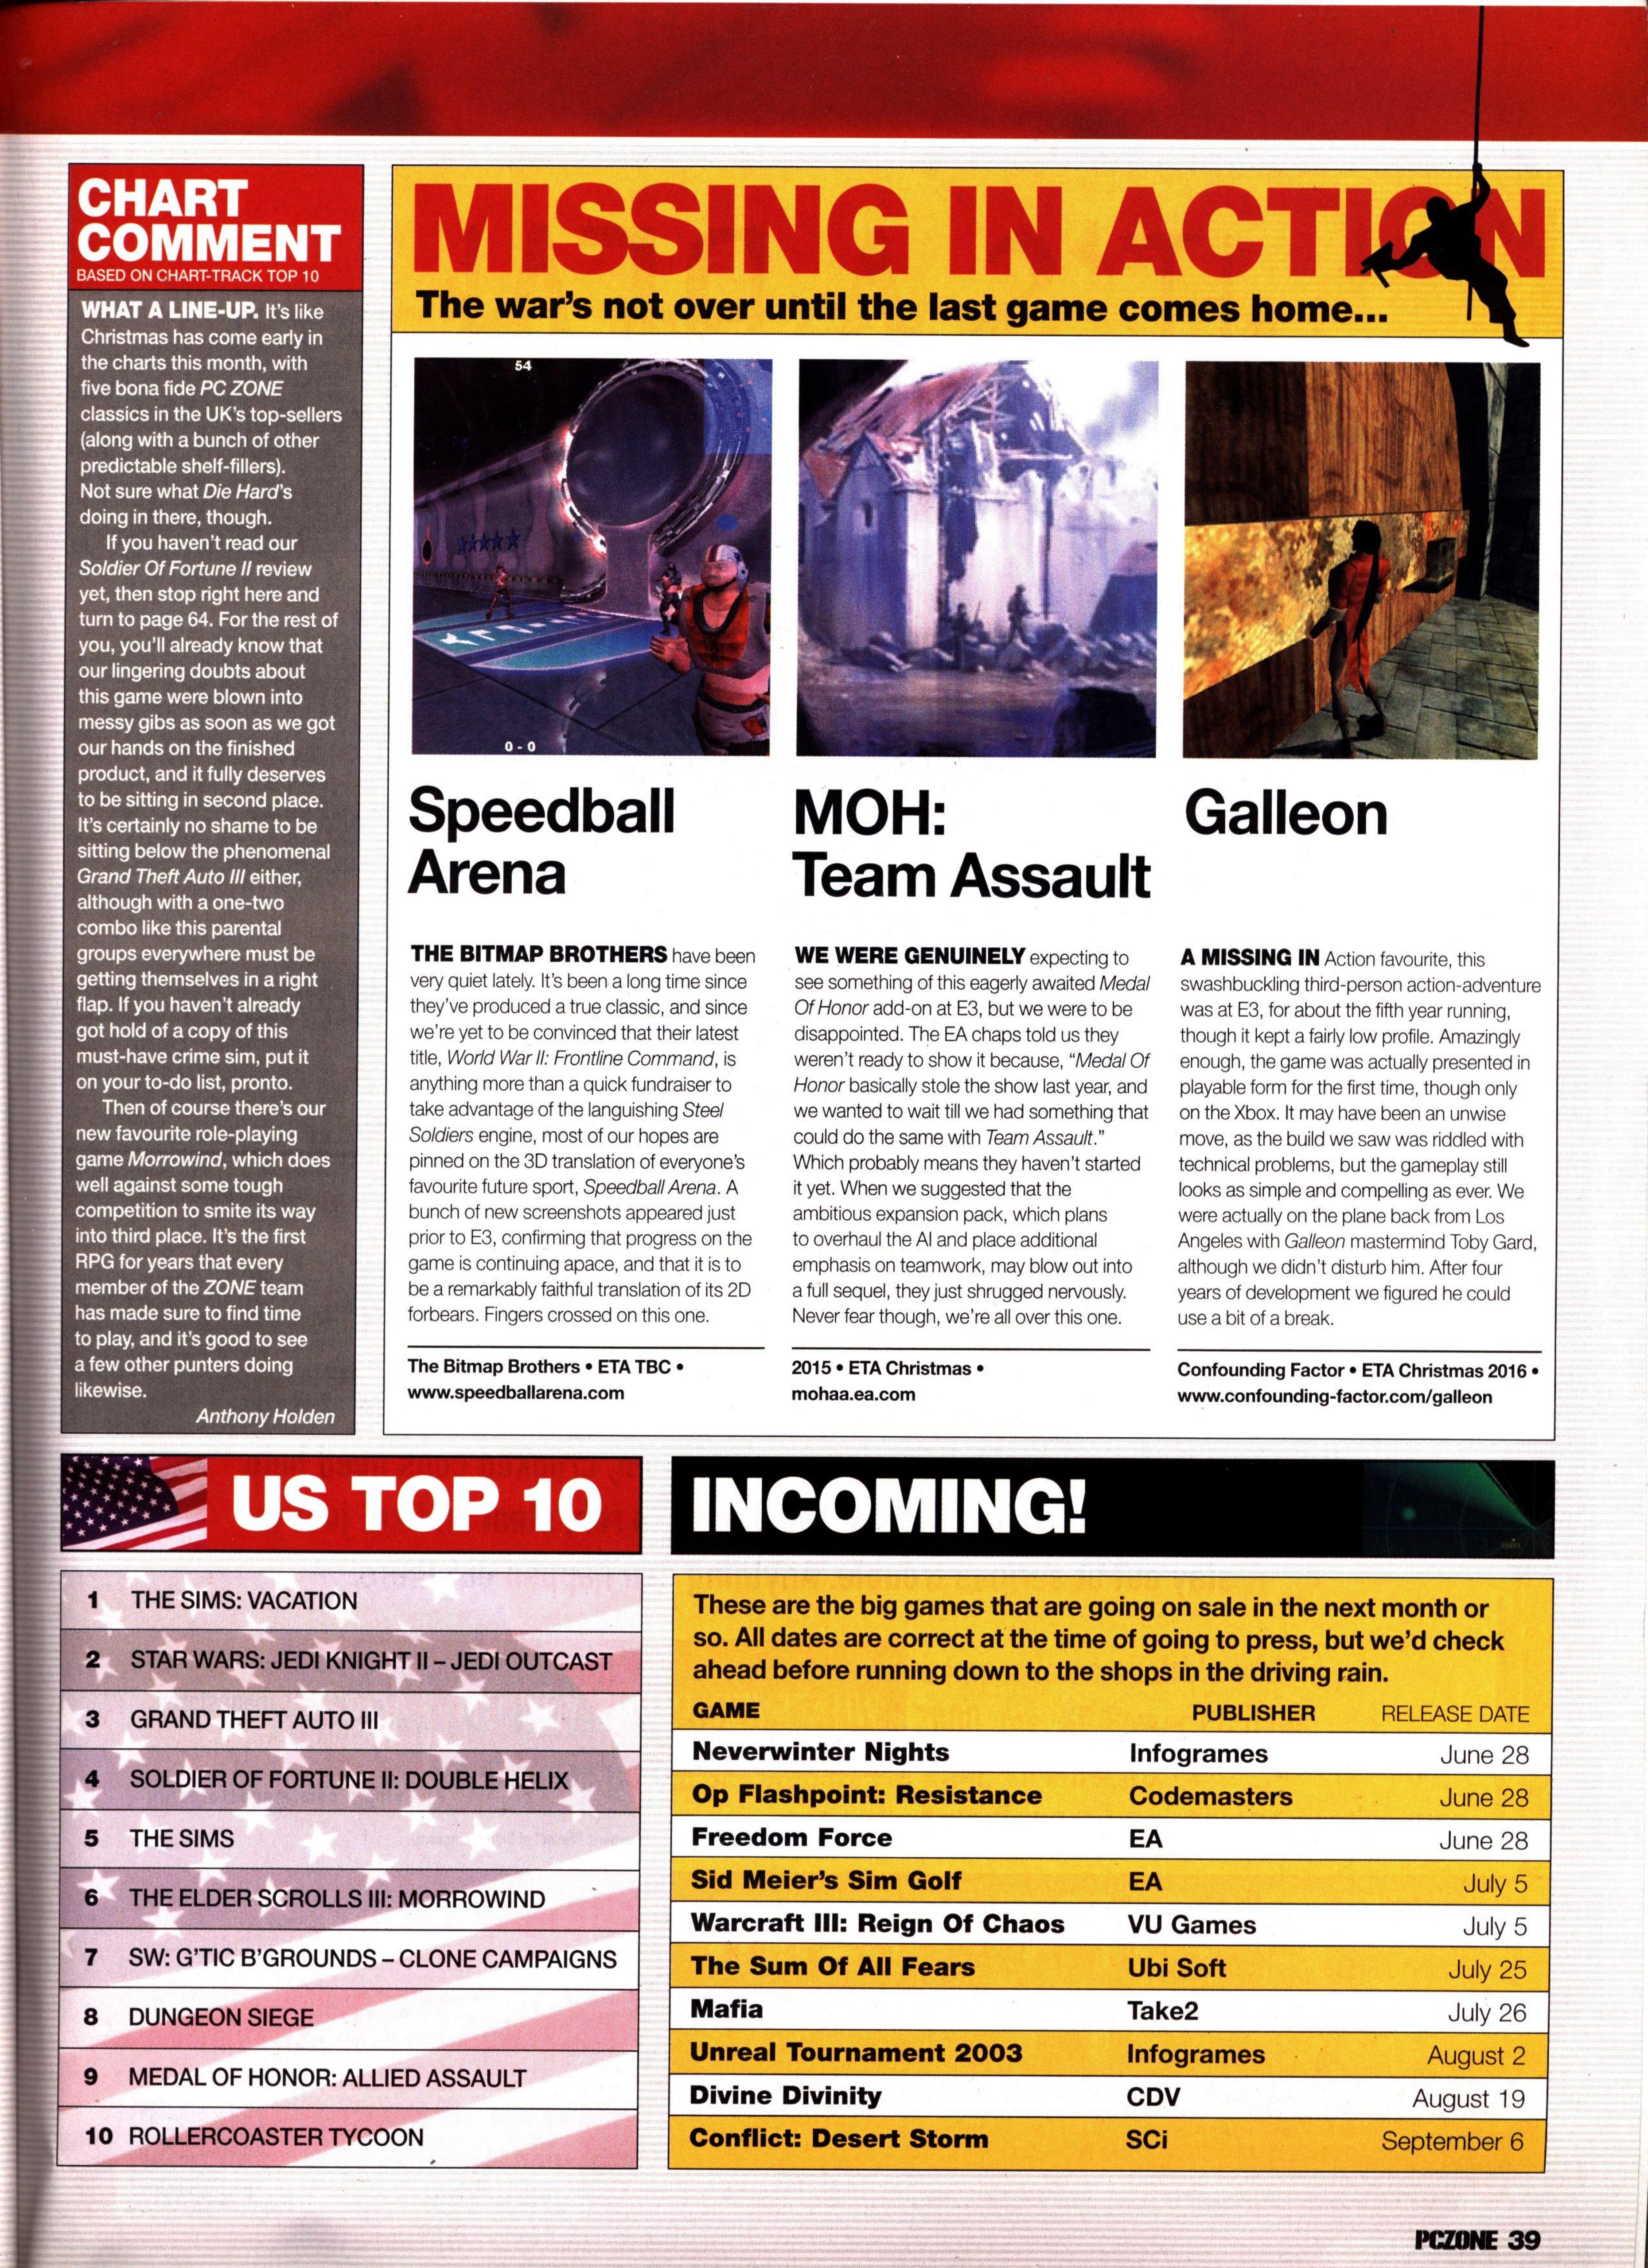 CHART
COMMENT
BASED ON CHART-TRACK TOP 10
WHAT A LINE-UP. It's like
Christmas has come early in
the charts this month, with
five bona fide PC ZONE
classics in the UK's top-sellers
(along with a bunch of other
predictable shelf-fillers).
Not sure what Die Hard's
doing in there, though.
If you haven't read our
Soldier Of Fortune II review
yet, then stop right here and
turn to page 64. For the rest of
you, you'll already know that
our lingering doubts about
this game were blown into
messy gibs as soon as we got
our hands on the finished
product, and it fully deserves
to be sitting in second place.
It's certainly no shame to be
sitting below the phenomenal
Grand Theft Auto III either,
although with a one-two
combo like this parental
groups everywhere must be
getting themselves in a right
flap. If you haven't already
got hold of a copy of this
must-have crime sim, put it
on your to-do list, pronto.
Then of course there's our
new favourite role-playing
game Morrowind, which does
well against some tough
competition to smite its way
into third place. It's the first
RPG for years that every
member of the ZONE team
has made sure to find time
to play, and it's good to see
a few other punters doing
likewise.
Anthony Holden
MISSING IN ACTION
The war's not over until the last game comes home...
54
0 - 0
Speedball
Arena
THE BITMAP BROTHERS have been
very quiet lately. It's been a long time since
they've produced a true classic, and since
we're yet to be convinced that their latest
title, World War II: Frontline Command, is
anything more than a quick fundraiser to
take advantage of the languishing Steel
Soldiers engine, most of our hopes are
pinned on the 3D translation of everyone's
favourite future sport, Speedball Arena. A
bunch of new screenshots appeared just
prior to E3, confirming that progress on the
game is continuing apace, and that it is to
be a remarkably faithful translation of its 2D
forbears. Fingers crossed on this one.
The Bitmap Brothers • ETA TBC •
www.speedballarena.com
MOH:
Team Assault
WE WERE GENUINELY expecting to
see something of this eagerly awaited Medal
Of Honor add-on at E3, but we were to be
disappointed. The EA chaps told us they
weren't ready to show it because, "Medal Of
Honor basically stole the show last year, and
we wanted to wait till we had something that
could do the same with Team Assault."
Which probably means they haven't started
it yet. When we suggested that the
ambitious expansion pack, which plans
to overhaul the AI and place additional
emphasis on teamwork, may blow out into
a full sequel, they just shrugged nervously.
Never fear though, we're all over this one.
2015 • ETA Christmas •
mohaa.ea.com
Galleon
A MISSING IN Action favourite, this
swashbuckling third-person action-adventure
was at E3, for about the fifth year running,
though it kept a fairly low profile. Amazingly
enough, the game was actually presented in
playable form for the first time, though only
on the Xbox. It may have been an unwise
move, as the build we saw was riddled with
technical problems, but the gameplay still
looks as simple and compelling as ever. We
were actually on the plane back from Los
Angeles with Galleon mastermind Toby Gard,
although we didn't disturb him. After four
years of development we figured he could
use a bit of a break.
Confounding Factor • ETA Christmas 2016 •
www.confounding-factor.com/galleon
US TOP 10
1 THE SIMS: VACATION
2 STAR WARS: JEDI KNIGHT II – JEDI OUTCAST
3 GRAND THEFT AUTO III
4 SOLDIER OF FORTUNE II: DOUBLE HELIX
5 THE SIMS
6 THE ELDER SCROLLS III: MORROWIND
7 SW: G'TIC B'GROUNDS – CLONE CAMPAIGNS
8 DUNGEON SIEGE
9 MEDAL OF HONOR: ALLIED ASSAULT
10 ROLLERCOASTER TYCOON
INCOMING!
These are the big games that are going on sale in the next month or
so. All dates are correct at the time of going to press, but we'd check
ahead before running down to the shops in the driving rain.
GAME PUBLISHER RELEASE DATE
Neverwinter Nights Infogrames June 28
Op Flashpoint: Resistance Codemasters June 28
Freedom Force EA June 28
Sid Meier's Sim Golf EA July 5
Warcraft III: Reign Of Chaos VU Games July 5
The Sum Of All Fears Ubi Soft July 25
Mafia Take2 July 26
Unreal Tournament 2003 Infogrames August 2
Divine Divinity CDV August 19
Conflict: Desert Storm SCi September 6
PCZONE 39